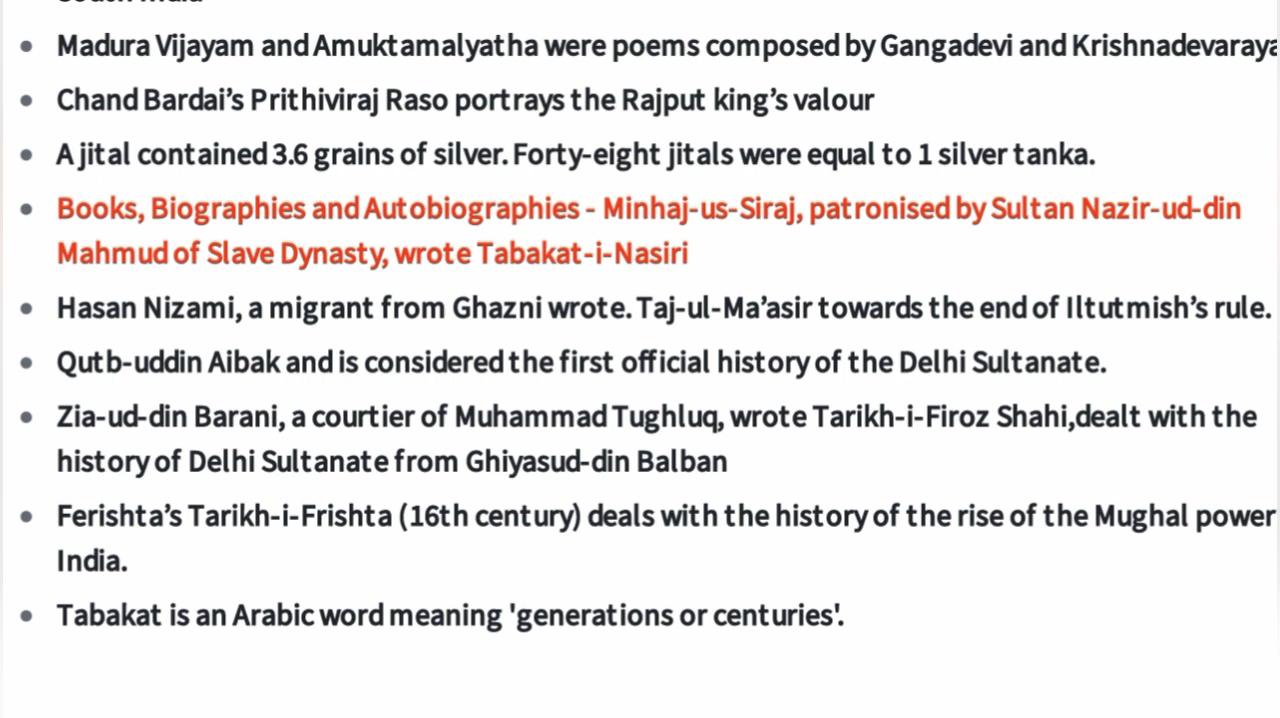 South India
• Madura Vijayam and Amuktamalyatha were poems composed by Gangadevi and Krishnadevaraya
• Chand Bardai’s Prithiviraj Raso portrays the Rajput king’s valour
• A jital contained 3.6 grains of silver. Forty-eight jitals were equal to 1 silver tanka.
• Books, Biographies and Autobiographies - Minhaj-us-Siraj, patronised by Sultan Nazir-ud-din
Mahmud of Slave Dynasty, wrote Tabakat-i-Nasiri
• Hasan Nizami, a migrant from Ghazni wrote. Taj-ul-Ma’asir towards the end of Iltutmish’s rule.
• Qutb-uddin Aibak and is considered the first official history of the Delhi Sultanate.
• Zia-ud-din Barani, a courtier of Muhammad Tughluq, wrote Tarikh-i-Firoz Shahi,dealt with the
history of Delhi Sultanate from Ghiyasud-din Balban
• Ferishta’s Tarikh-i-Frishta (16th century) deals with the history of the rise of the Mughal power
India.
• Tabakat is an Arabic word meaning 'generations or centuries'.